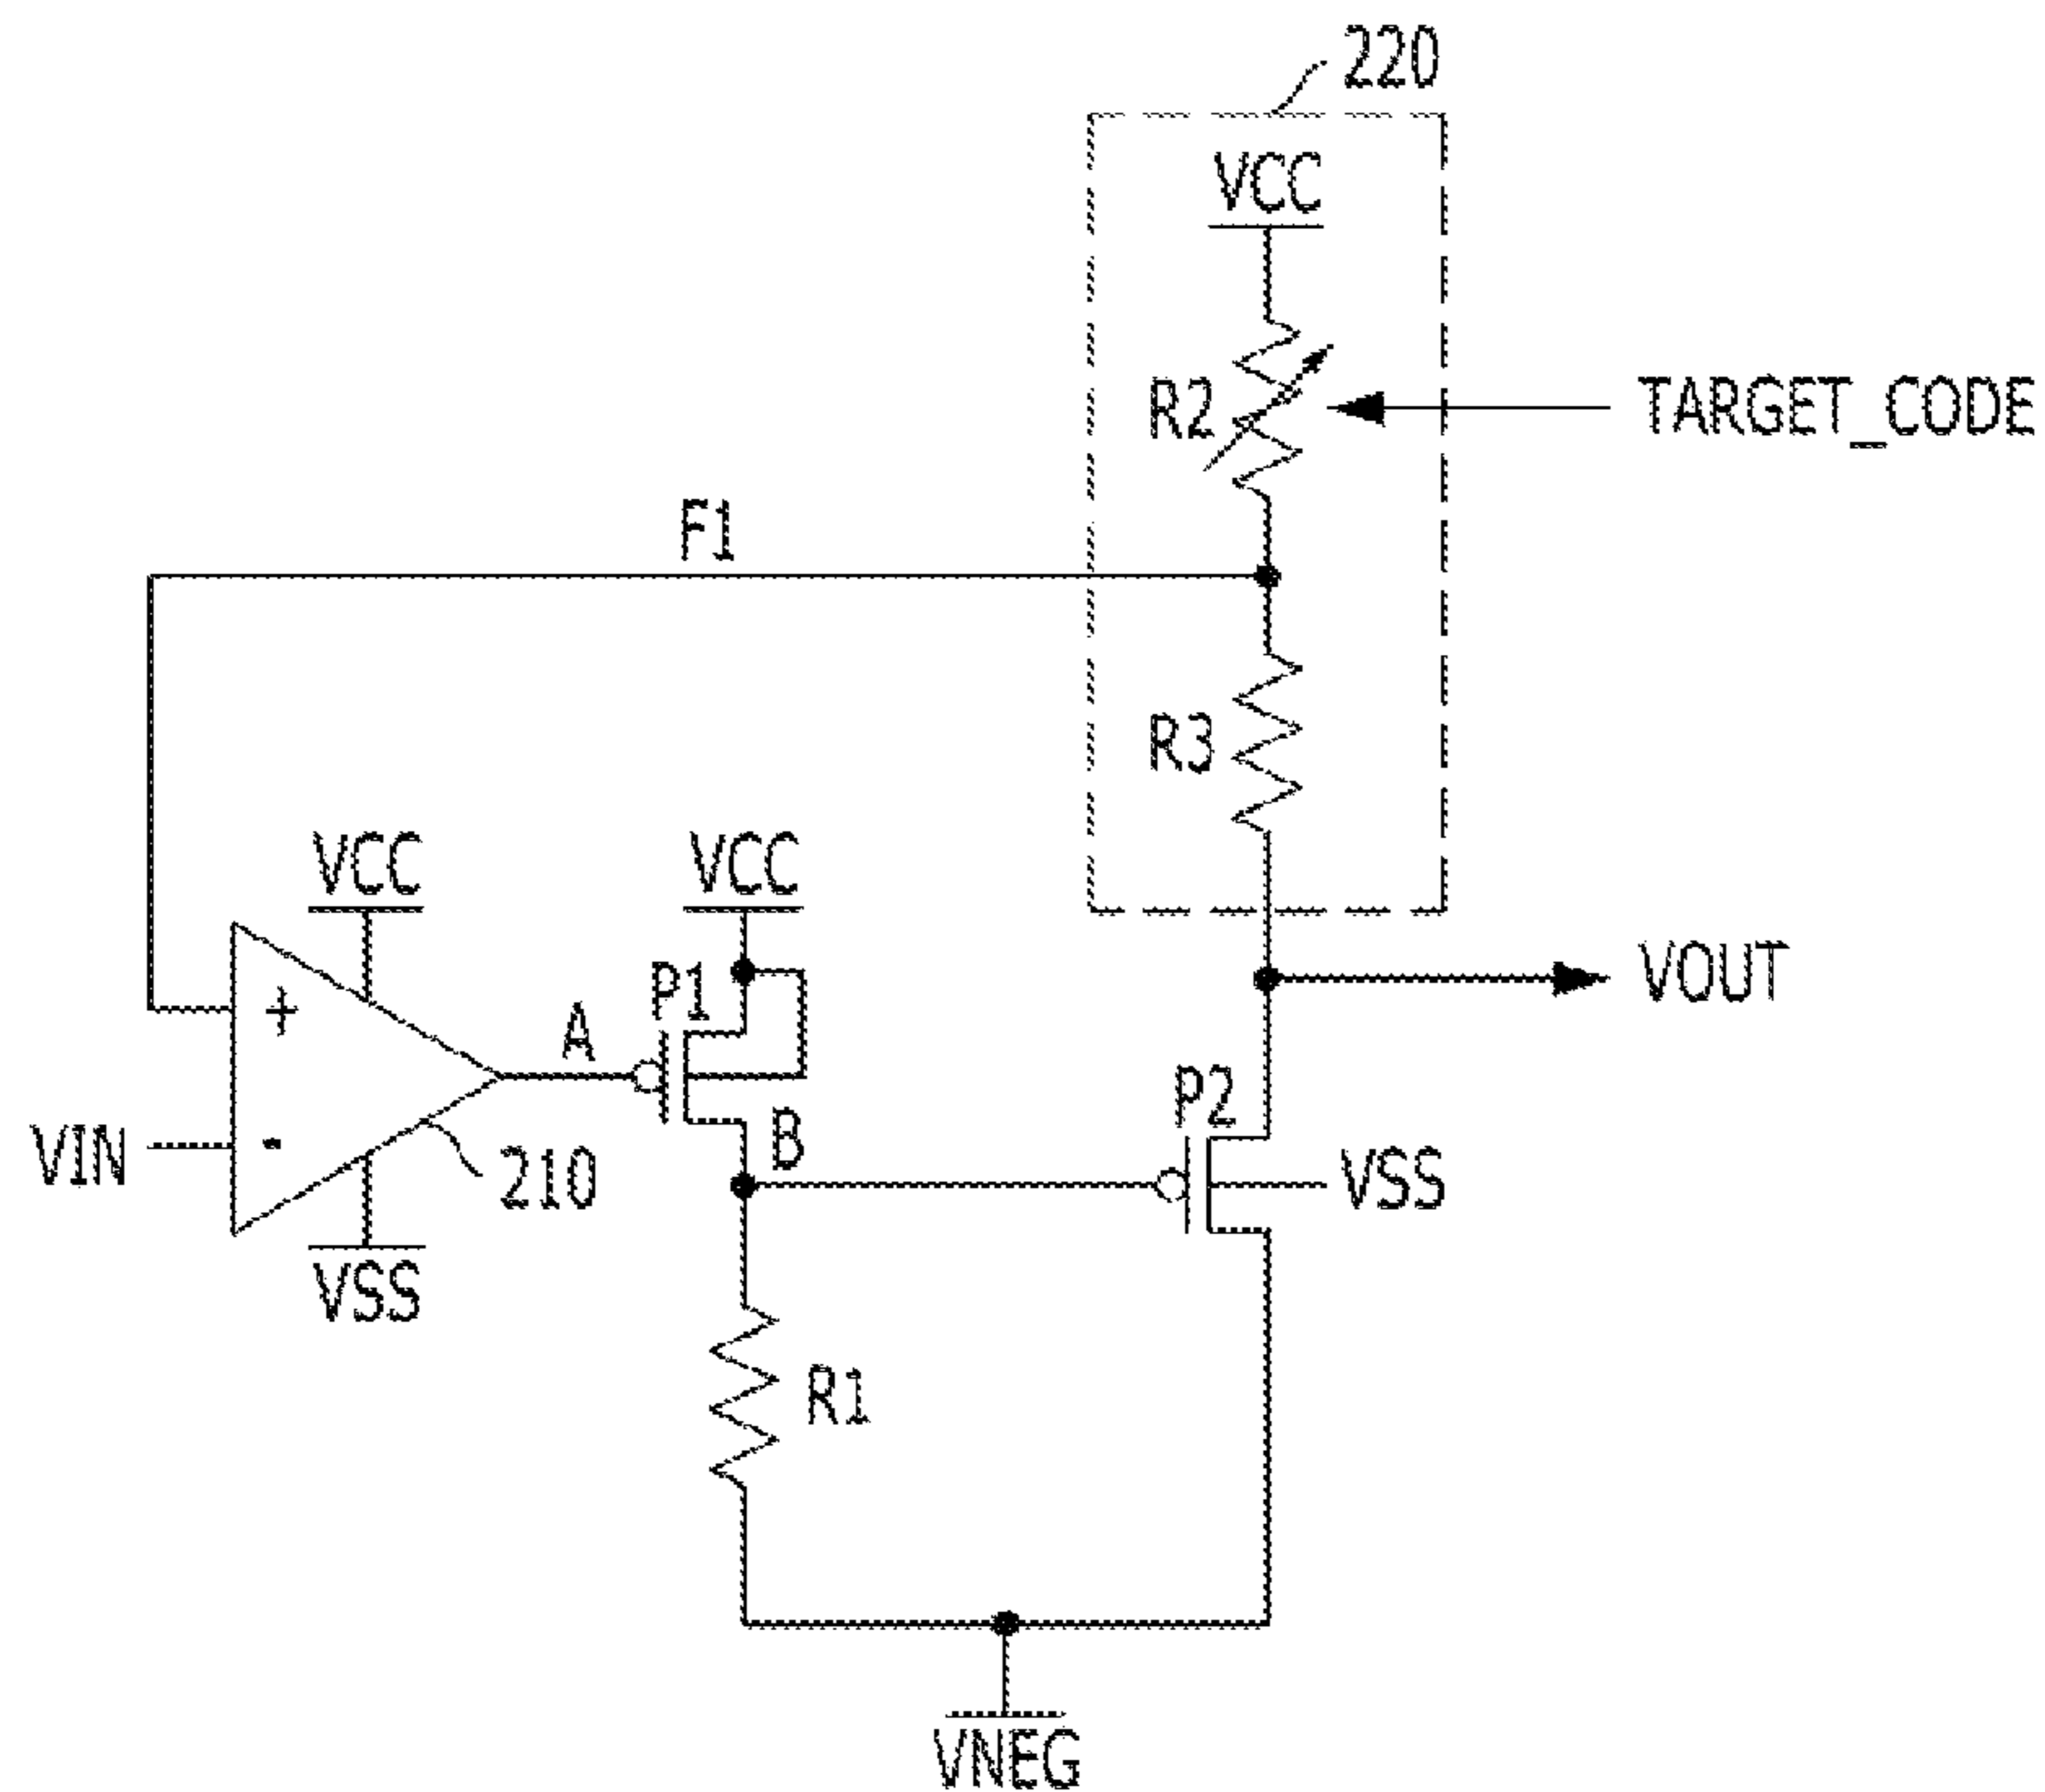 220
VCC
R2
TARGET_CODE
F1
R3
VCC
VCC
P1
VOUT
+
A
P2
B
VIN
-
210
VSS
VSS
R1
VNEG